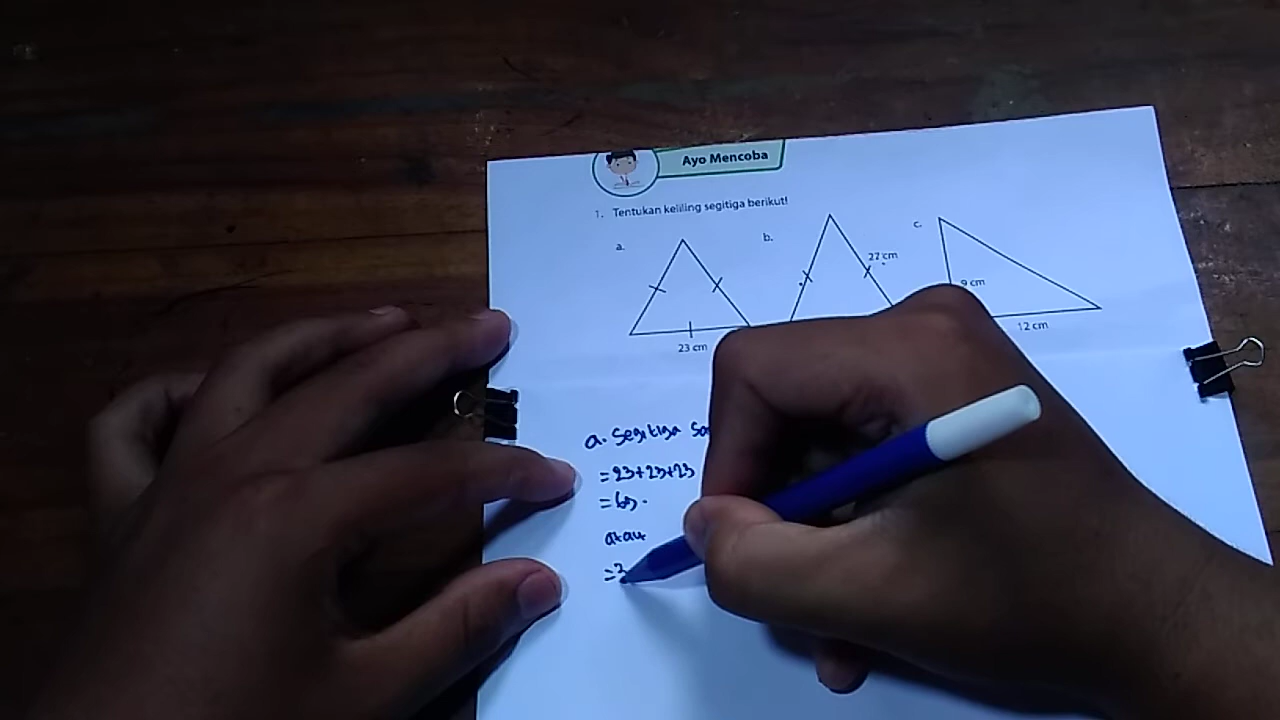 Ayo Mencoba
1. Tentukan keliling segitiga berikut!
a.
b.
c.
27 cm
9 cm
12 cm
23 cm
a. Segitiga
= 23+23+23
= 69.
atau
=3